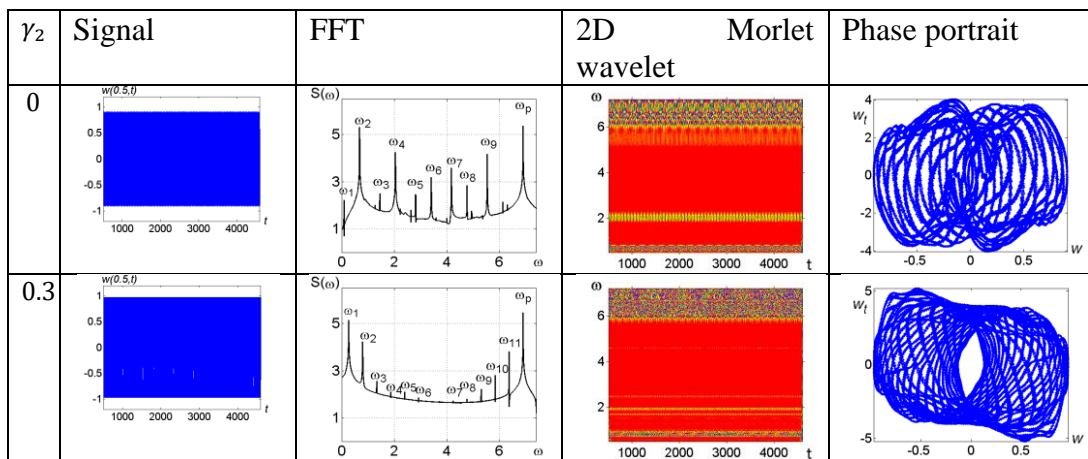 γ₂ Signal FFT 2D Morlet wavelet Phase portrait
0
w(0.5,t)
1
0.5
0
-0.5
-1
1000 2000 3000 4000 t
S(ω)
5
3
1
ω₁ ω₂ ω₃ ω₄ ω₅ ω₆ ω₇ ω₈ ω₉ ωp
0 2 4 6 ω
ω
6
4
2
1000 2000 3000 4000 t
4
wt
2
0
-2
-4
-0.5 0 0.5 w
0.3
w(0.5,t)
1
0.5
0
-0.5
-1
1000 2000 3000 4000 t
S(ω)
5
3
1
ω₁ ω₂ ω₃ ω₄ ω₅ ω₆ ω₇ ω₈ ω₉ ω₁₀ ω₁₁ ωp
0 2 4 6 ω
ω
6
4
2
1000 2000 3000 4000 t
5
wt
0
-5
-0.5 0 0.5 w